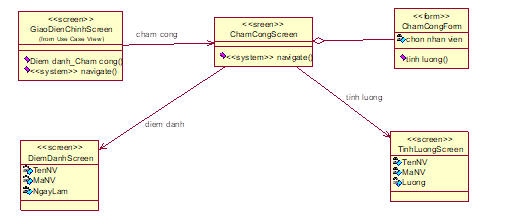 <<screen>>
GiaoDienChinhScreen
(from Use Case View)
Diem danh_Cham cong()
<<system>> navigate()
cham cong
<<sreen>>
ChamCongScreen
<<system>> navigate()
<<form>>
ChamCongForm
chon nhan vien
tinh luong()
diem danh
tinh luong
<<screen>>
DiemDanhScreen
TenNV
MaNV
NgayLam
<<screen>>
TinhLuongScreen
TenNV
MaNV
Luong